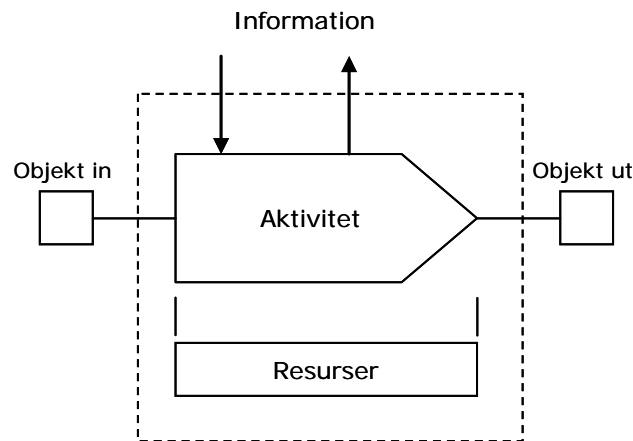 Information
Objekt in
Objekt ut
Aktivitet
Resurser